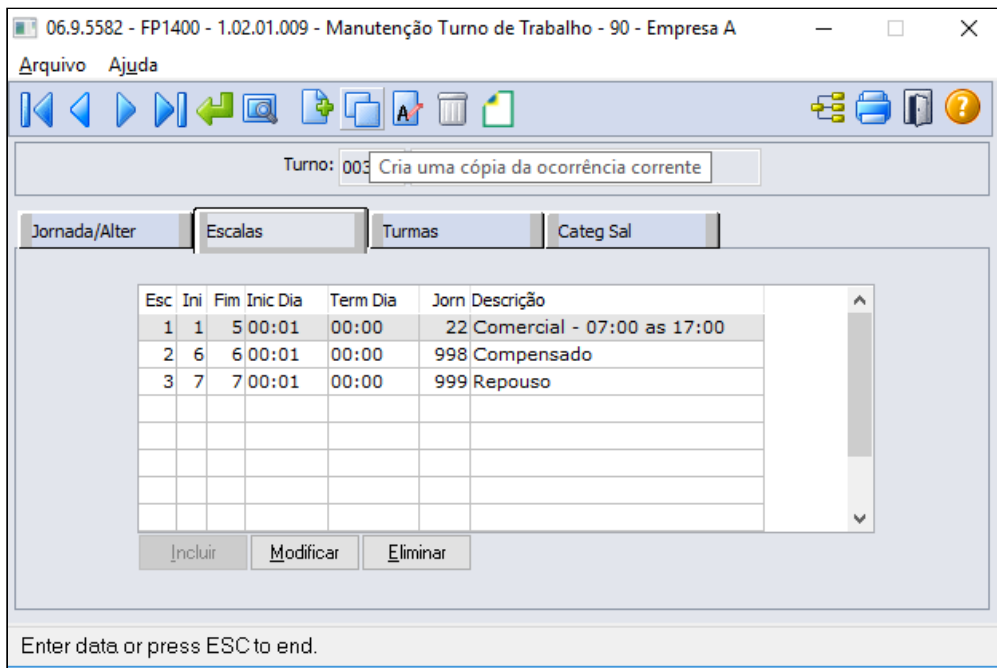 06.9.5582 - FP1400 - 1.02.01.009 - Manutenção Turno de Trabalho - 90 - Empresa A
Arquivo Ajuda
Turno: 003 Cria uma cópia da ocorrência corrente
Jornada/Alter Escalas Turmas Categ Sal
Esc Ini Fim Inic Dia Term Dia Jorn Descrição
1 1 5 00:01 00:00 22 Comercial - 07:00 as 17:00
2 6 6 00:01 00:00 998 Compensado
3 7 7 00:01 00:00 999 Repouso
Incluir Modificar Eliminar
Enter data or press ESC to end.